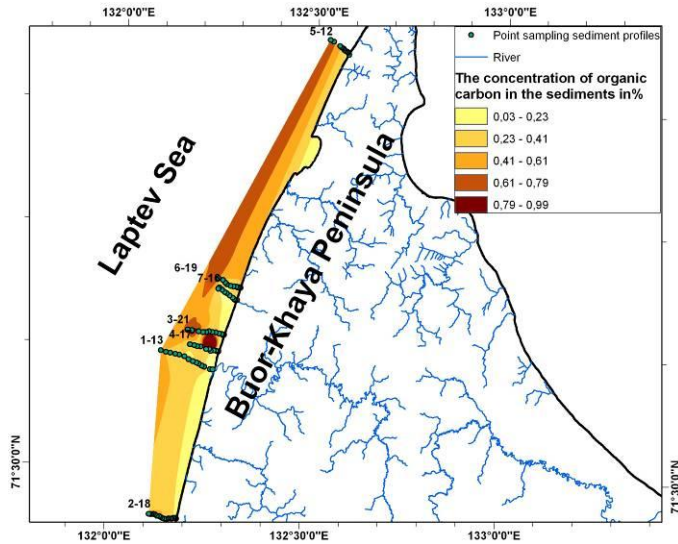 132°0'0"E
132°30'0"E
133°0'0"E
5-12
Point sampling sediment profiles
River
The concentration of organic
carbon in the sediments in%
0,03 - 0,23
0,23 - 0,41
0,41 - 0,61
0,61 - 0,79
0,79 - 0,99
Laptev Sea
Buor-Khaya Peninsula
6-19
3-21
4-17
1-13
71°30'0"N
71°30'0"N
2-18
132°0'0"E
132°30'0"E
133°0'0"E